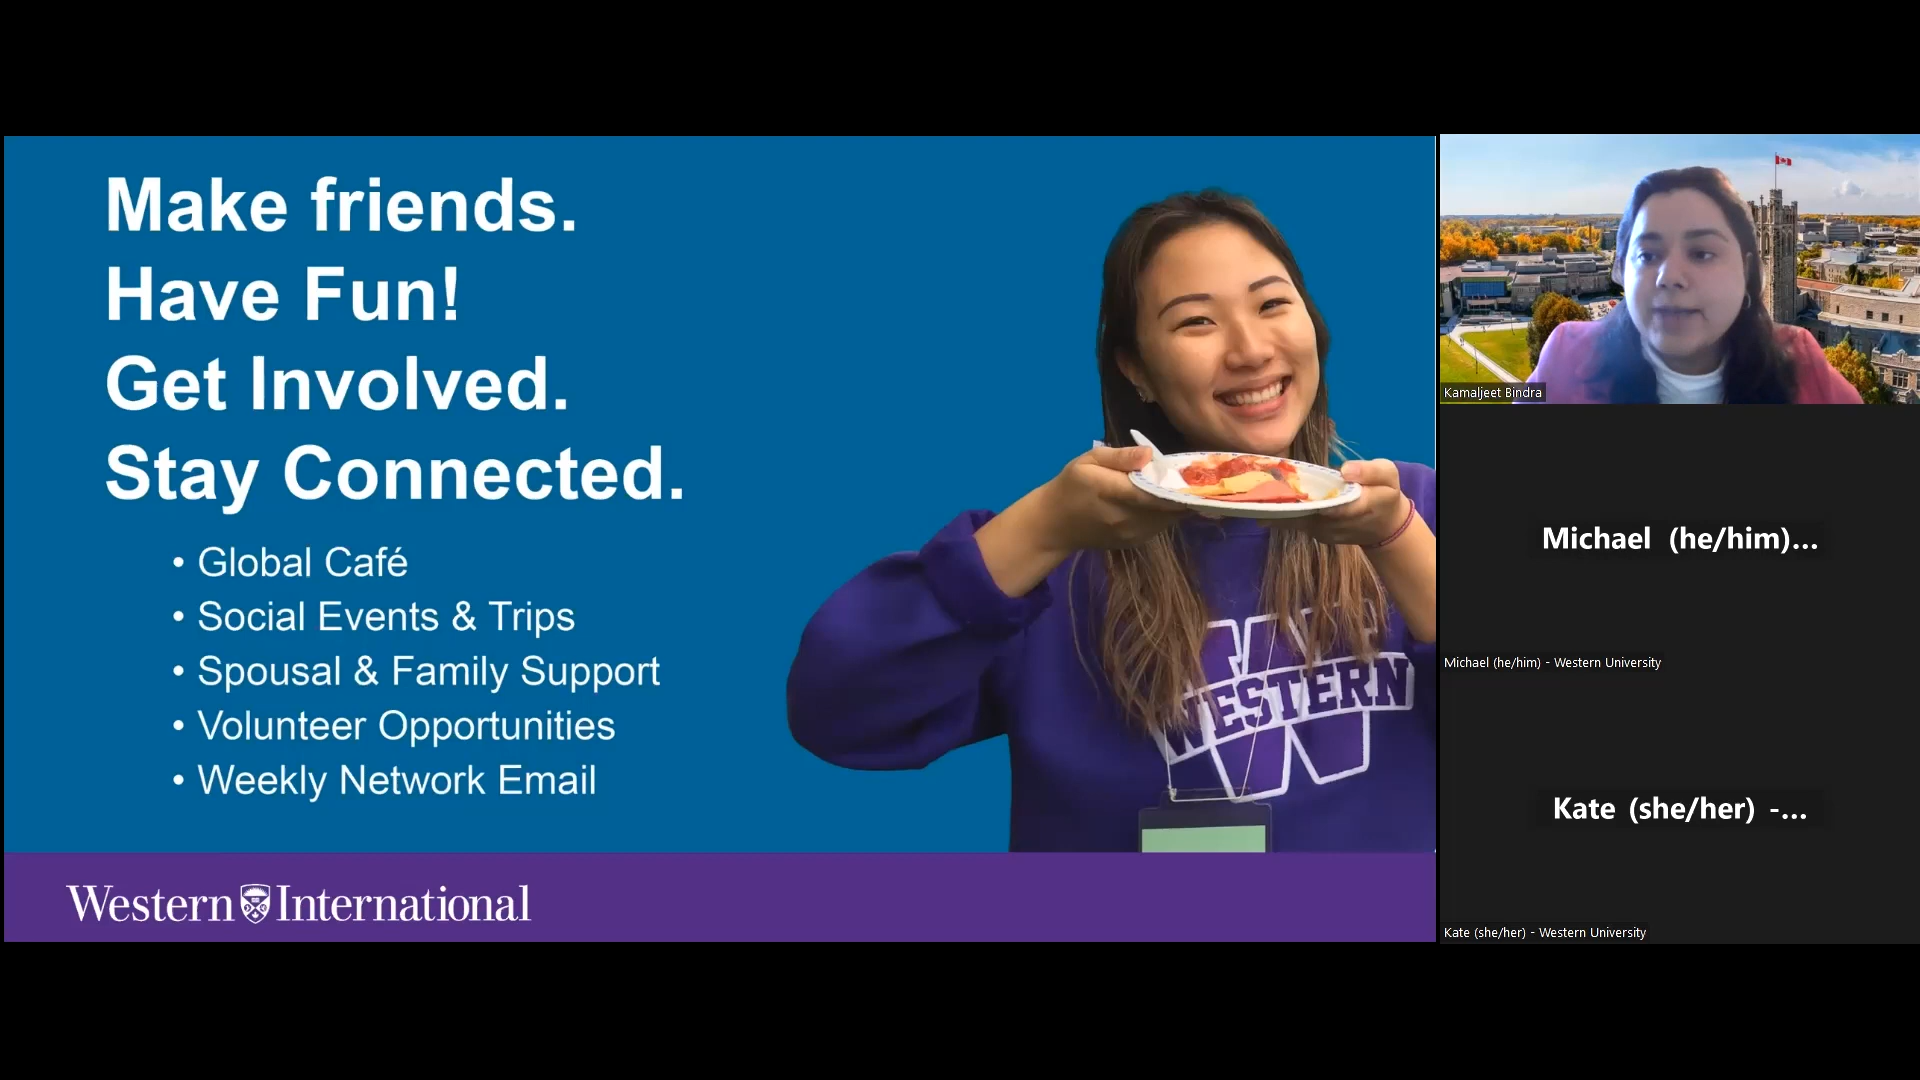 Make friends.
Have Fun!
Get Involved.
Stay Connected.
• Global Café
• Social Events & Trips
• Spousal & Family Support
• Volunteer Opportunities
• Weekly Network Email
WESTERN
Western International
Kamaljeet Bindra
Michael (he/him)...
Michael (he/him) - Western University
Kate (she/her) -...
Kate (she/her) - Western University